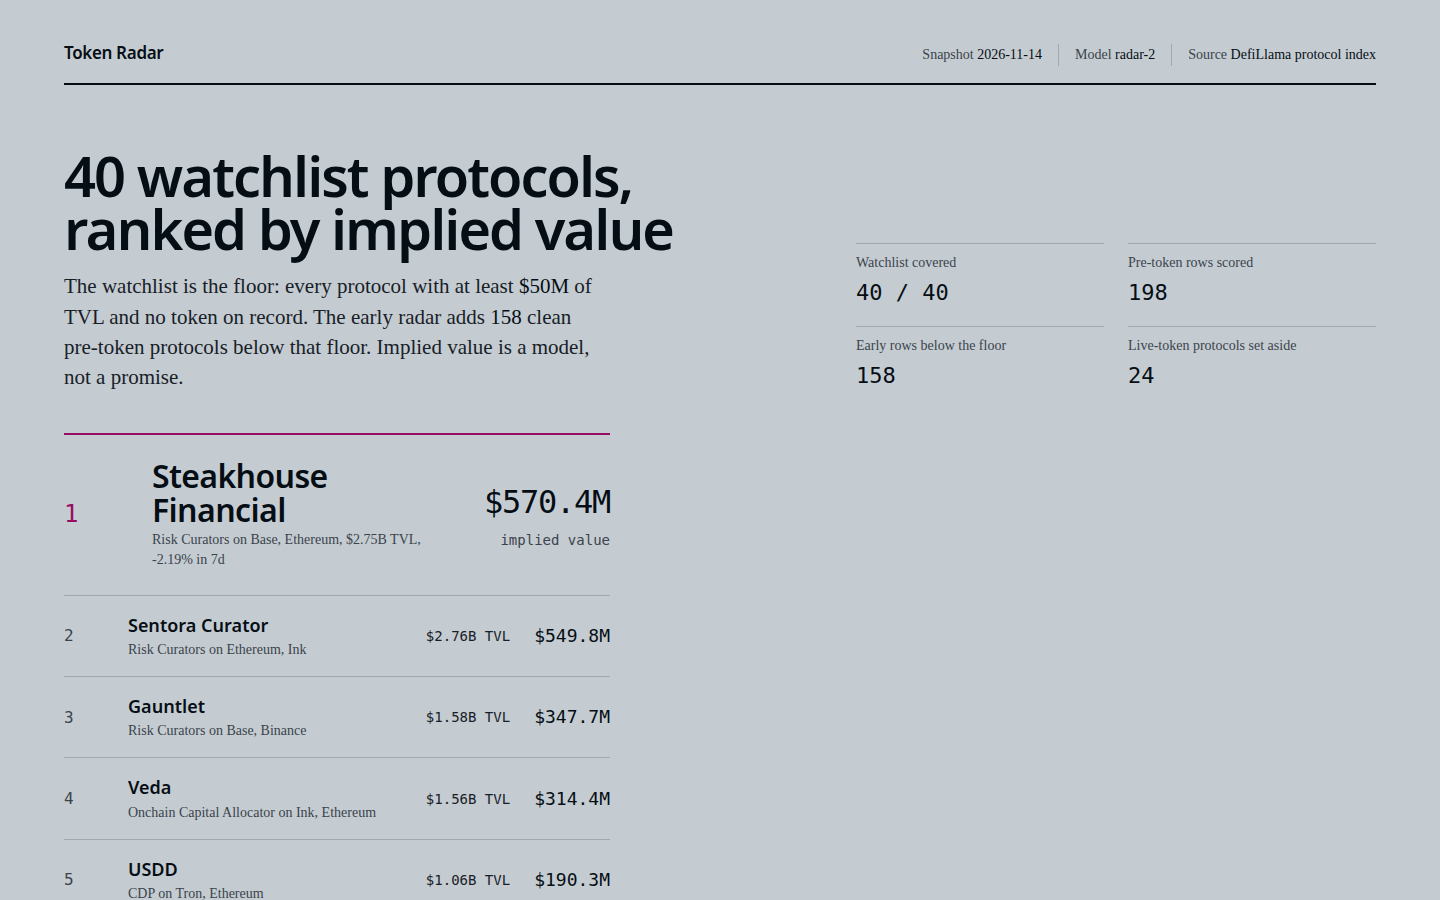 Token Radar
Snapshot 2026-11-14
Model radar-2
Source DefiLlama protocol index
40 watchlist protocols,
ranked by implied value
The watchlist is the floor: every protocol with at least $50M of
TVL and no token on record. The early radar adds 158 clean
pre-token protocols below that floor. Implied value is a model,
not a promise.
Watchlist covered
40 / 40
Pre-token rows scored
198
Early rows below the floor
158
Live-token protocols set aside
24
1
Steakhouse
Financial
Risk Curators on Base, Ethereum, $2.75B TVL,
-2.19% in 7d
$570.4M
implied value
2
Sentora Curator
Risk Curators on Ethereum, Ink
$2.76B TVL
$549.8M
3
Gauntlet
Risk Curators on Base, Binance
$1.58B TVL
$347.7M
4
Veda
Onchain Capital Allocator on Ink, Ethereum
$1.56B TVL
$314.4M
5
USDD
CDP on Tron, Ethereum
$1.06B TVL
$190.3M